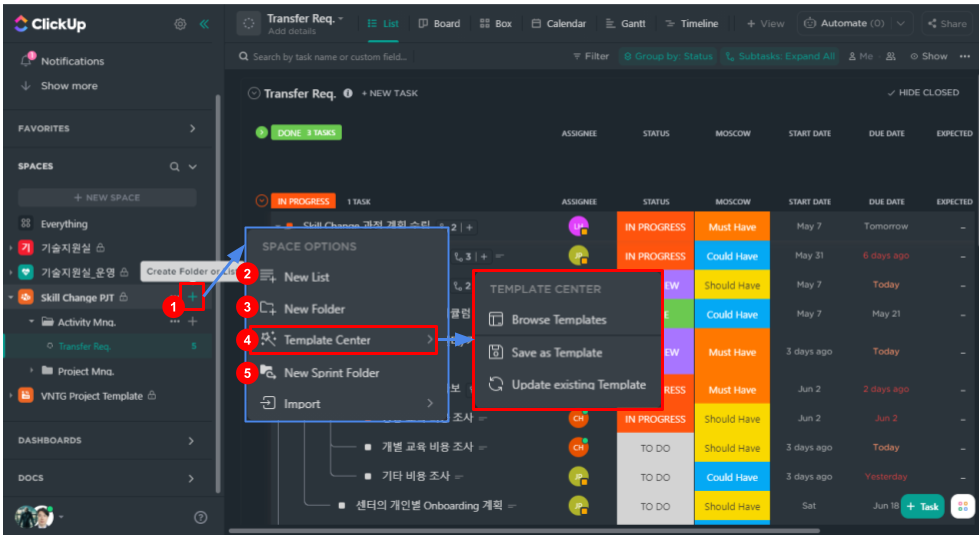 ClickUp
Notifications
Show more
FAVORITES
SPACES
+ NEW SPACE
Everything
기 기술지원실
기술지원실_운영
Create Folder or List
Skill Change PJT
1
Activity Mng.
Transfer Req. 5
Project Mng.
VNTG Project Template
DASHBOARDS
DOCS
Transfer Req.
Add details
List
Board
Box
Calendar
Gantt
Timeline
+ View
Automate (0)
Share
Search by task name or custom field...
Filter
Group by: Status
Subtasks: Expand All
Me
Show
Transfer Req. + NEW TASK
HIDE CLOSED
DONE 3 TASKS ASSIGNEE STATUS MOSCOW START DATE DUE DATE EXPECTED
IN PROGRESS 1 TASK ASSIGNEE STATUS MOSCOW START DATE DUE DATE EXPECTED
Skill Change 과정 계획 수립 2 + LH IN PROGRESS Must Have May 7 Tomorrow –
3 + JP IN PROGRESS Could Have May 31 6 days ago –
2 EW Should Have May 7 Today –
E Could Have May 7 May 21 –
EW Must Have 3 days ago Today –
RESS Must Have Jun 2 2 days ago –
조사 CH IN PROGRESS Should Have Jun 2 Jun 2 –
개별 교육 비용 조사 CH TO DO Should Have 3 days ago Today –
기타 비용 조사 JP TO DO Could Have 3 days ago Yesterday –
센터의 개인별 Onboarding 계획 JP TO DO Should Have Sat Jun 18
+ Task
SPACE OPTIONS
2 New List
3 New Folder
4 Template Center
5 New Sprint Folder
Import
TEMPLATE CENTER
Browse Templates
Save as Template
Update existing Template